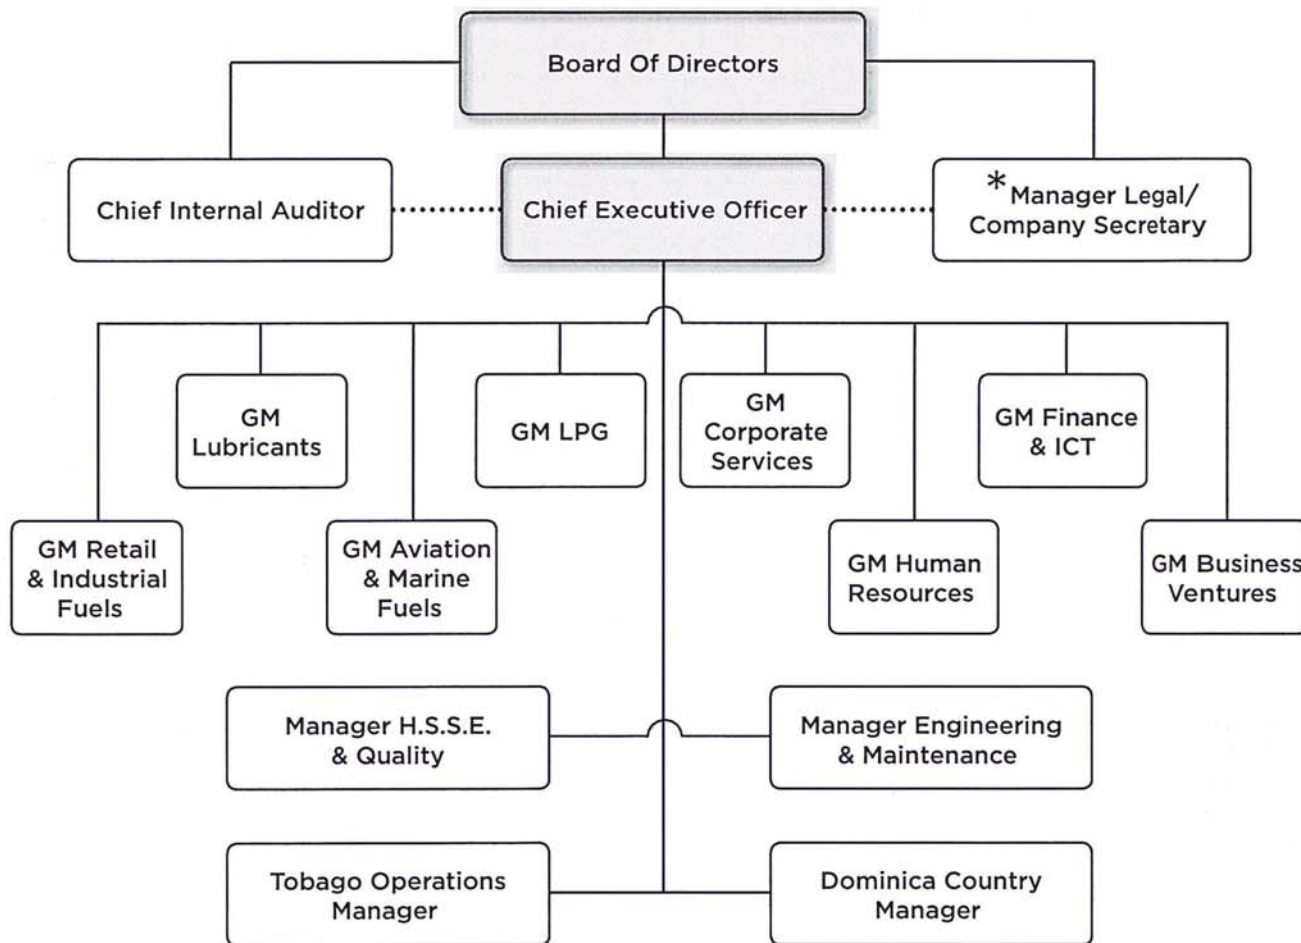 Board Of Directors
Chief Internal Auditor
Chief Executive Officer
*Manager Legal/
Company Secretary
GM
Lubricants
GM LPG
GM
Corporate
Services
GM Finance
& ICT
GM Retail
& Industrial
Fuels
GM Aviation
& Marine
Fuels
GM Human
Resources
GM Business
Ventures
Manager H.S.S.E.
& Quality
Manager Engineering
& Maintenance
Tobago Operations
Manager
Dominica Country
Manager